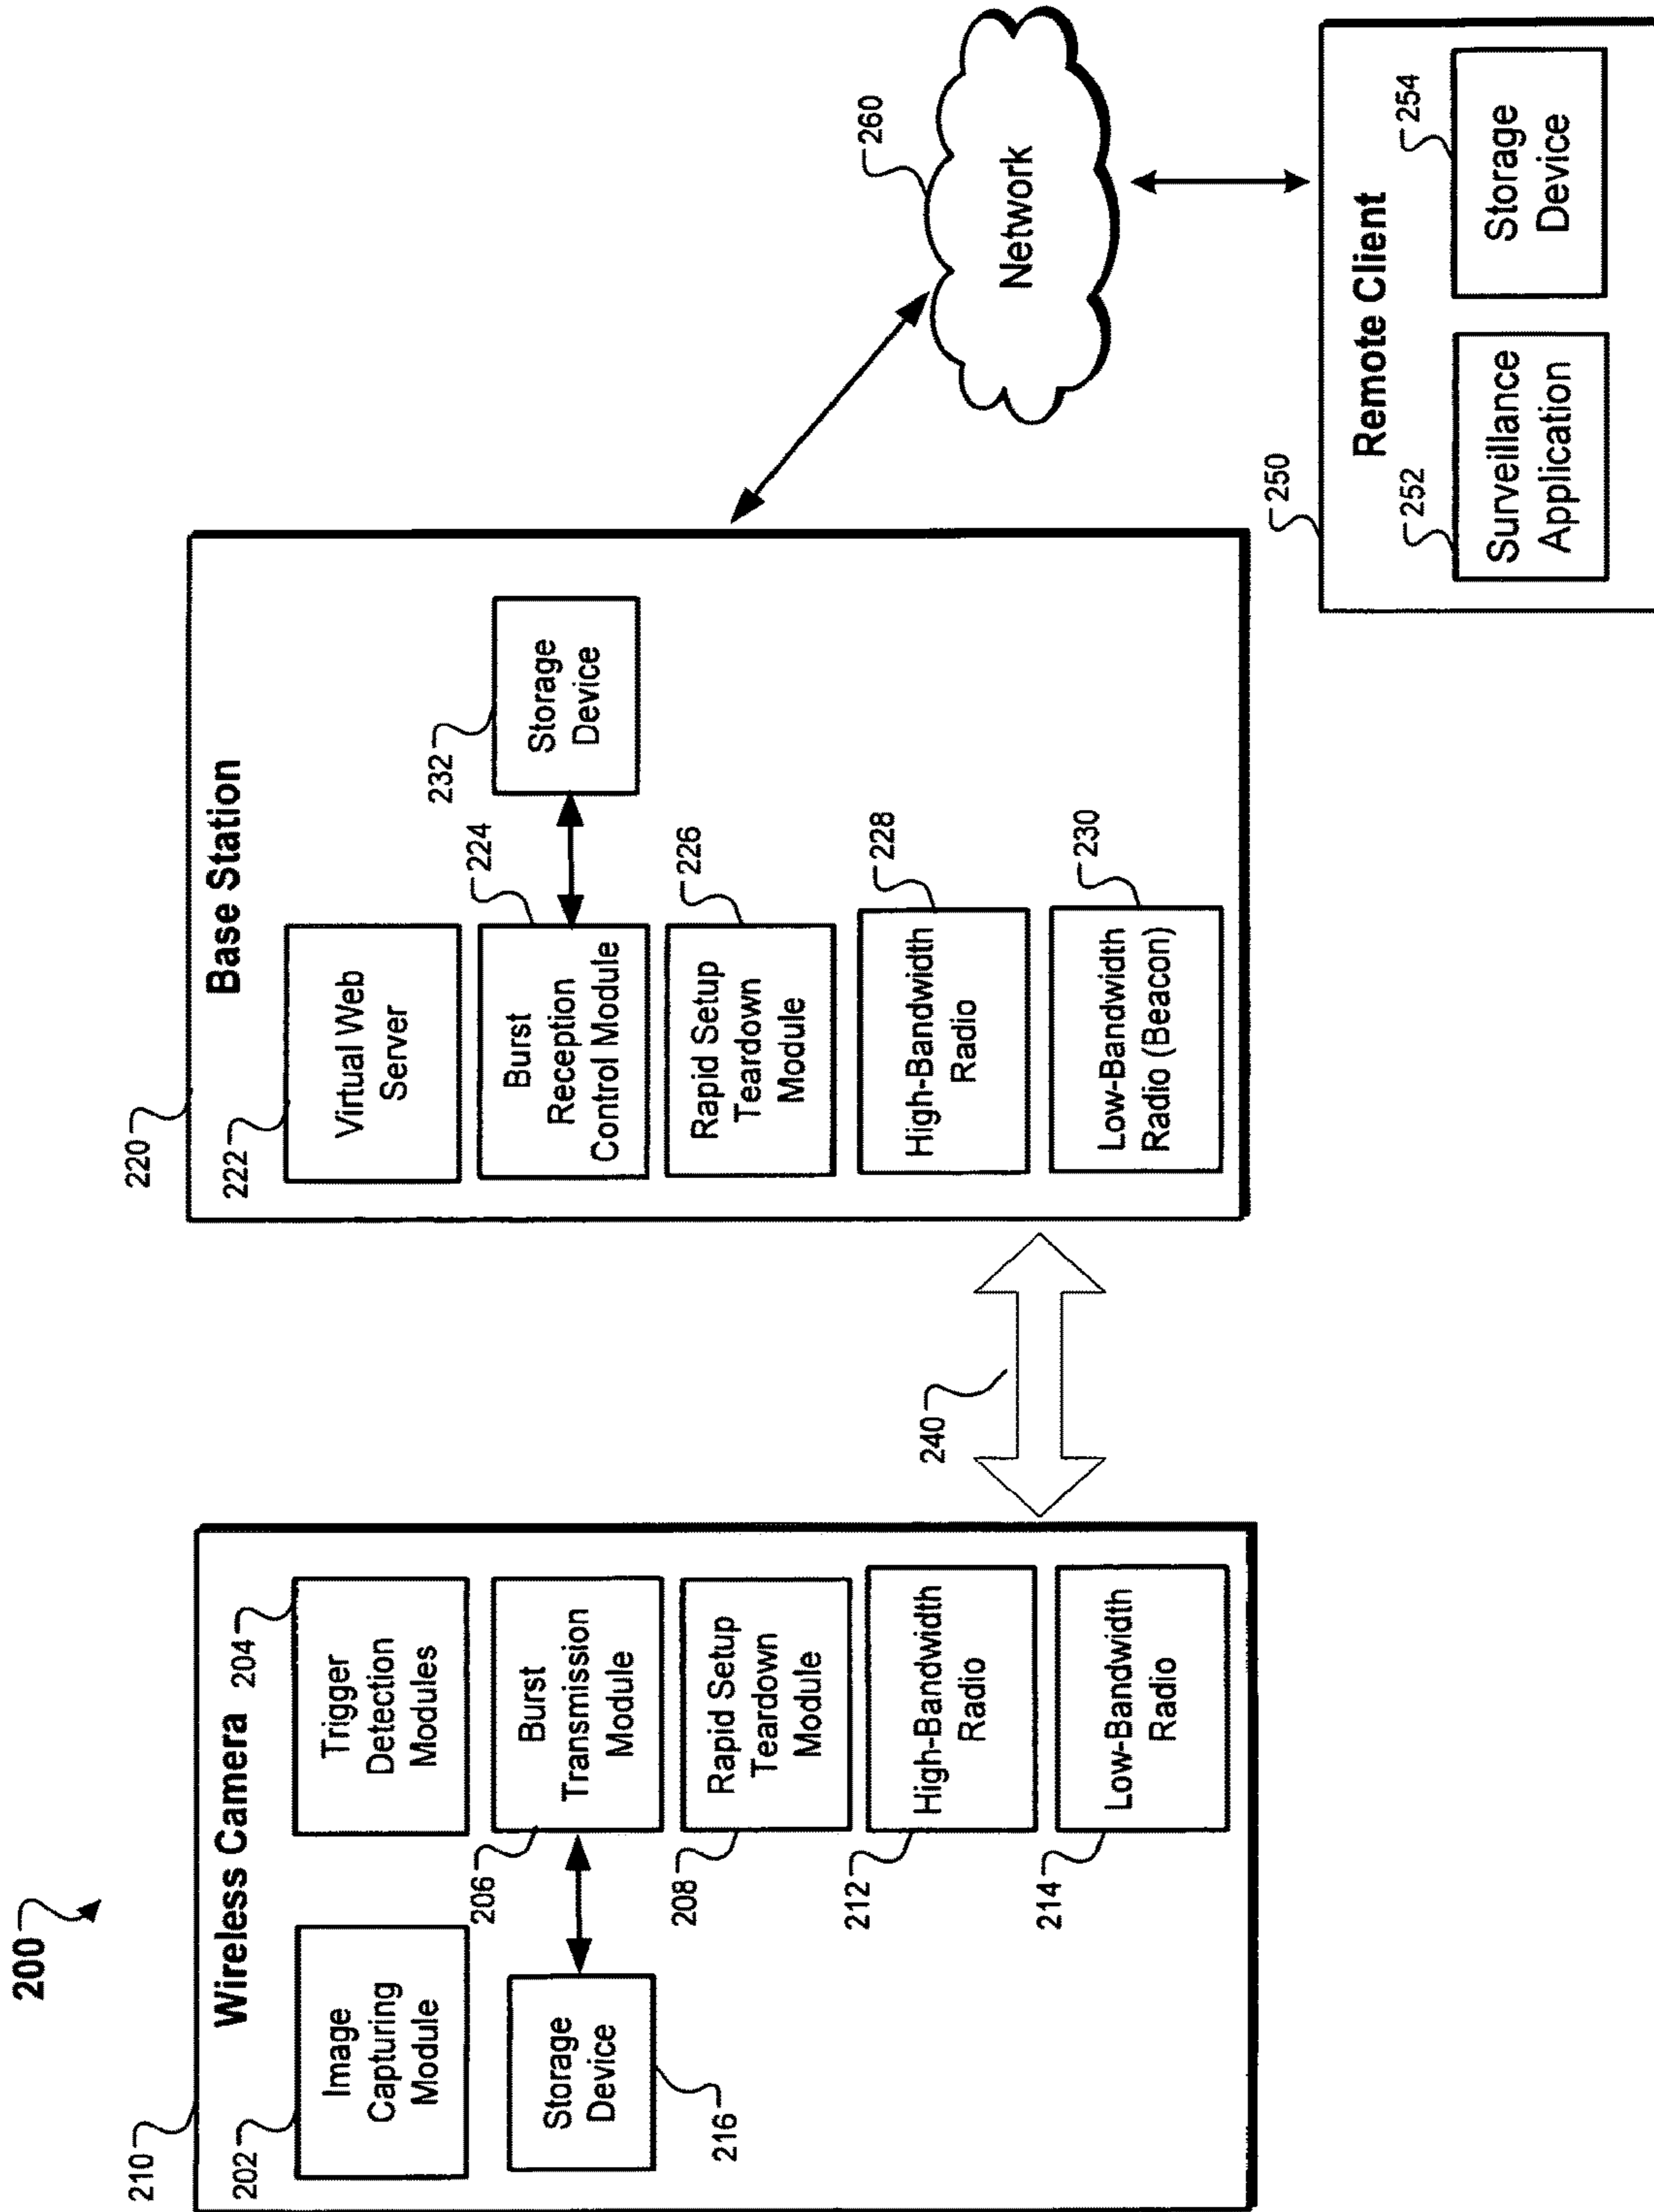 200
210
Wireless Camera
202
Image
Capturing
Module
204
Trigger
Detection
Modules
206
Burst
Transmission
Module
Storage
Device
216
208
Rapid Setup
Teardown
Module
212
High-Bandwidth
Radio
214
Low-Bandwidth
Radio
240
220
Base Station
222
Virtual Web
Server
224
Burst
Reception
Control Module
232
Storage
Device
226
Rapid Setup
Teardown
Module
228
High-Bandwidth
Radio
230
Low-Bandwidth
Radio (Beacon)
260
Network
250
Remote Client
252
Surveillance
Application
254
Storage
Device